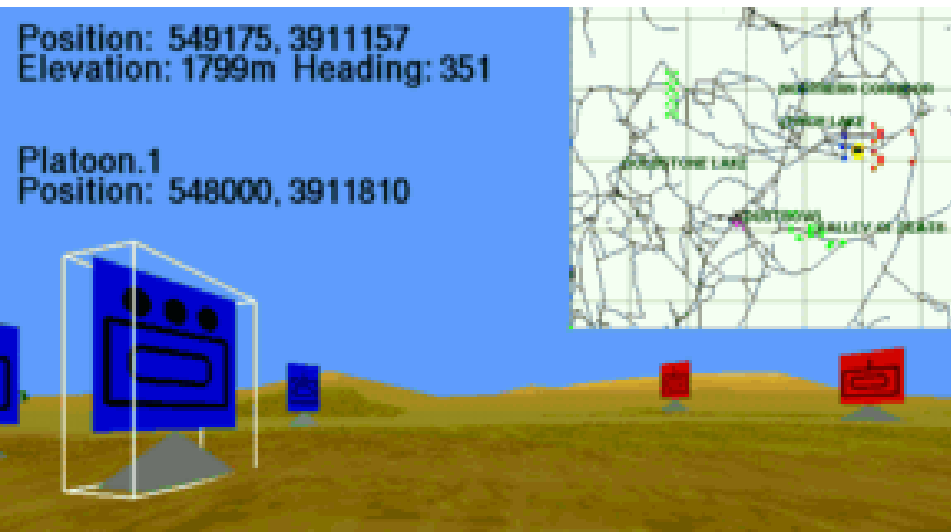 Position: 549175, 3911157
Elevation: 1799m Heading: 351
Platoon.1
Position: 548000, 3911810
NORTHERN CORRIDOR
VALLEY OF DEATH